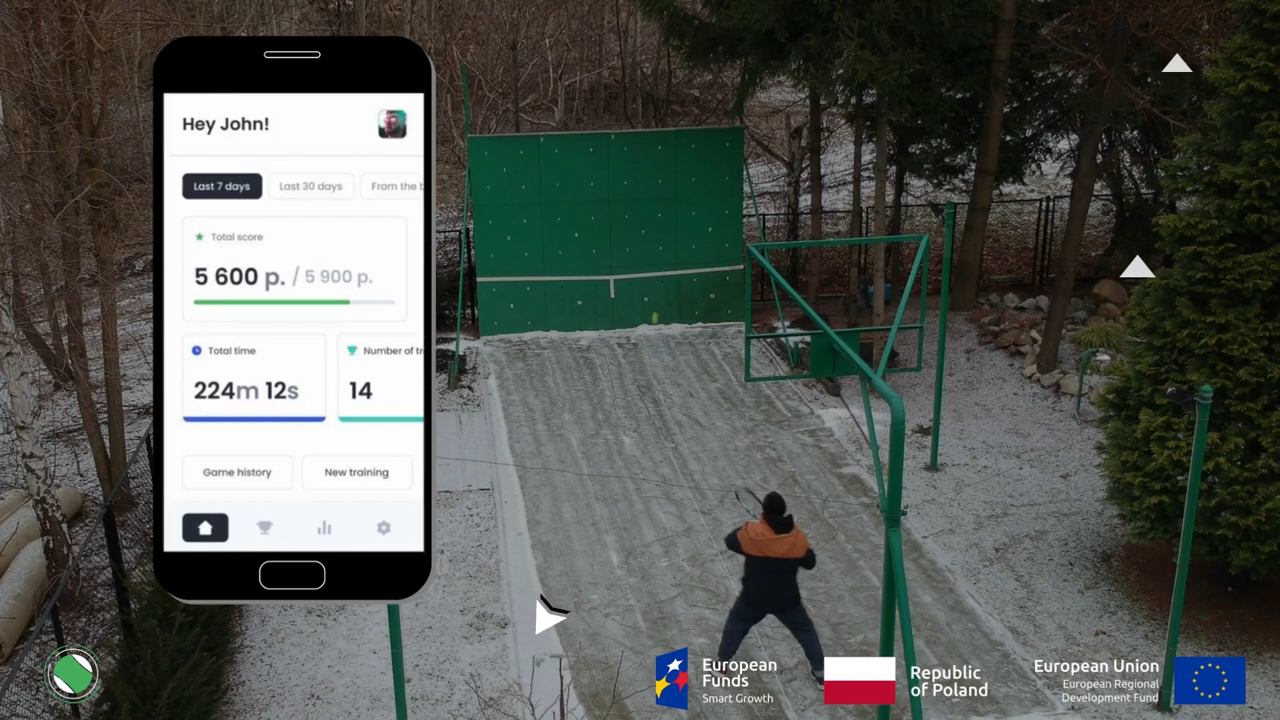 Hey John!
Last 7 days
Last 30 days
From the b
Total score
5 600 p. / 5 900 p.
Total time
Number of tr
224m 12s
14
Game history
New training
European
Funds
Smart Growth
Republic
of Poland
European Union
European Regional
Development Fund